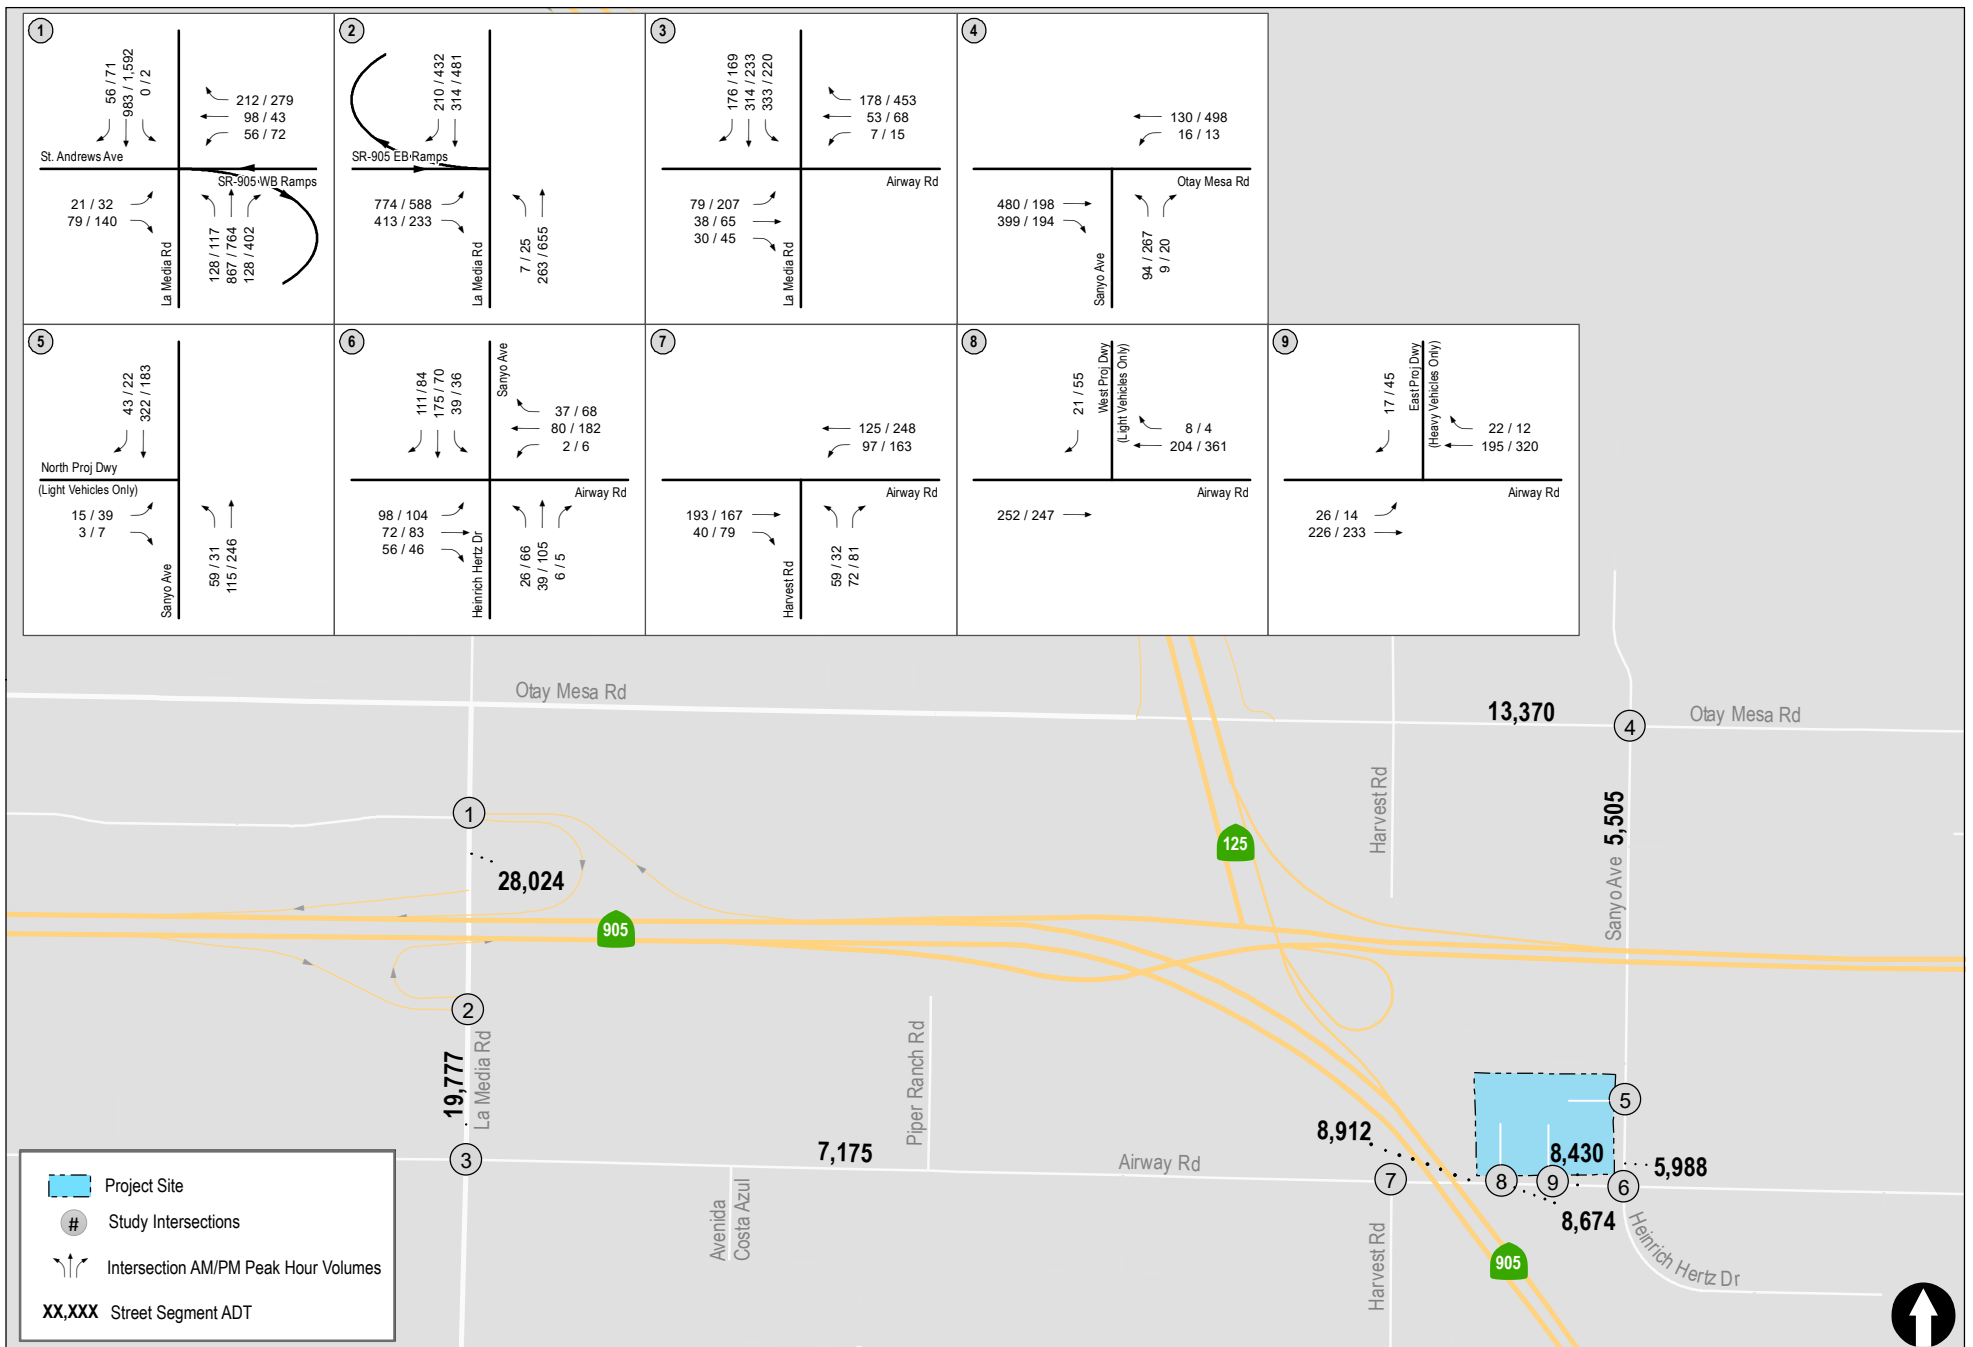 1
56 / 71
983 / 1,592
0 / 2
212 / 279
98 / 43
56 / 72
St. Andrews Ave
SR-905 WB Ramps
21 / 32
79 / 140
La Media Rd
128 / 117
867 / 764
128 / 402
2
210 / 432
314 / 481
SR-905 EB Ramps
774 / 588
413 / 233
La Media Rd
7 / 25
263 / 655
3
176 / 169
314 / 233
333 / 220
178 / 453
53 / 68
7 / 15
Airway Rd
79 / 207
38 / 65
30 / 45
La Media Rd
4
130 / 498
16 / 13
Otay Mesa Rd
480 / 198
399 / 194
Sanyo Ave
94 / 267
9 / 20
5
43 / 22
322 / 183
North Proj Dwy
(Light Vehicles Only)
15 / 39
3 / 7
Sanyo Ave
59 / 31
115 / 246
6
111 / 84
175 / 70
39 / 36
Sanyo Ave
37 / 68
80 / 182
2 / 6
Airway Rd
98 / 104
72 / 83
56 / 46
Heinrich Hertz Dr
26 / 66
39 / 105
6 / 5
7
125 / 248
97 / 163
Airway Rd
193 / 167
40 / 79
Harvest Rd
59 / 32
72 / 81
8
21 / 55
West Proj Dwy
(Light Vehicles Only)
8 / 4
204 / 361
Airway Rd
252 / 247
9
17 / 45
East Proj Dwy
(Heavy Vehicles Only)
22 / 12
195 / 320
Airway Rd
26 / 14
226 / 233
Otay Mesa Rd
13,370
Otay Mesa Rd
4
Harvest Rd
5,505
Sanyo Ave
1
28,024
125
905
2
19,777
La Media Rd
3
Piper Ranch Rd
7,175
Avenida
Costa Azul
Airway Rd
8,912
7
8
9
8,430
5
5,988
6
8,674
Harvest Rd
905
Heinrich Hertz Dr
Project Site
# Study Intersections
Intersection AM/PM Peak Hour Volumes
XX,XXX Street Segment ADT